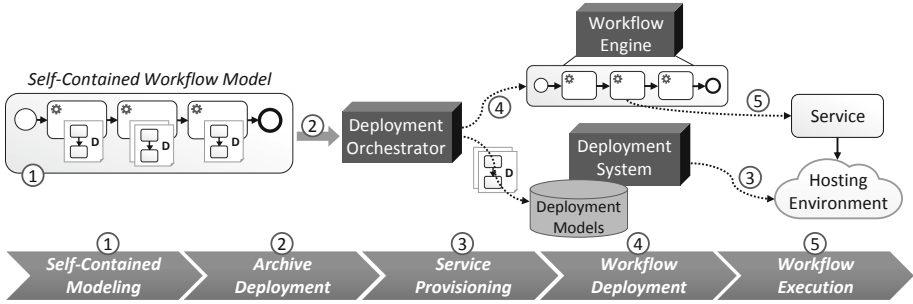 Self-Contained Workflow Model
D
D
D
①
②
Deployment
Orchestrator
④
D
Workflow
Engine
⑤
Service
Deployment
System
Deployment
Models
③
Hosting
Environment
①
Self-Contained
Modeling
②
Archive
Deployment
③
Service
Provisioning
④
Workflow
Deployment
⑤
Workflow
Execution